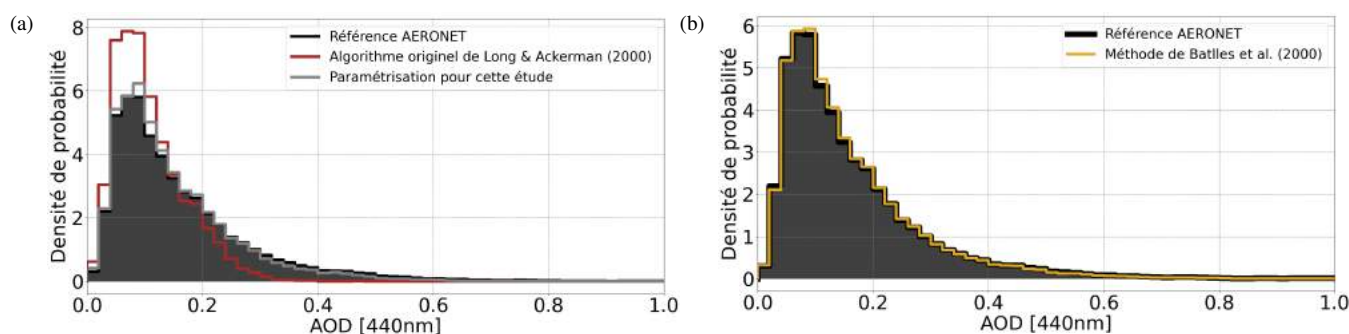 (a)
Densité de probabilité
8
6
4
2
0
Référence AERONET
Algorithme originel de Long & Ackerman (2000)
Paramétrisation pour cette étude
0.0 0.2 0.4 0.6 0.8 1.0
AOD [440nm]
(b)
Densité de probabilité
6
5
4
3
2
1
0
Référence AERONET
Méthode de Batlles et al. (2000)
0.0 0.2 0.4 0.6 0.8 1.0
AOD [440nm]